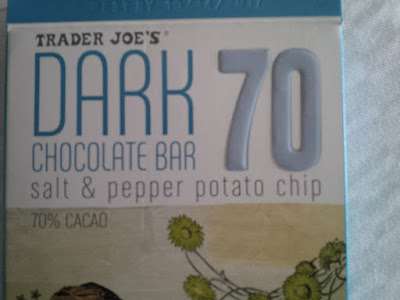 TRADER JOE'S®
DARK 70
CHOCOLATE BAR
salt & pepper potato chip
70% CACAO